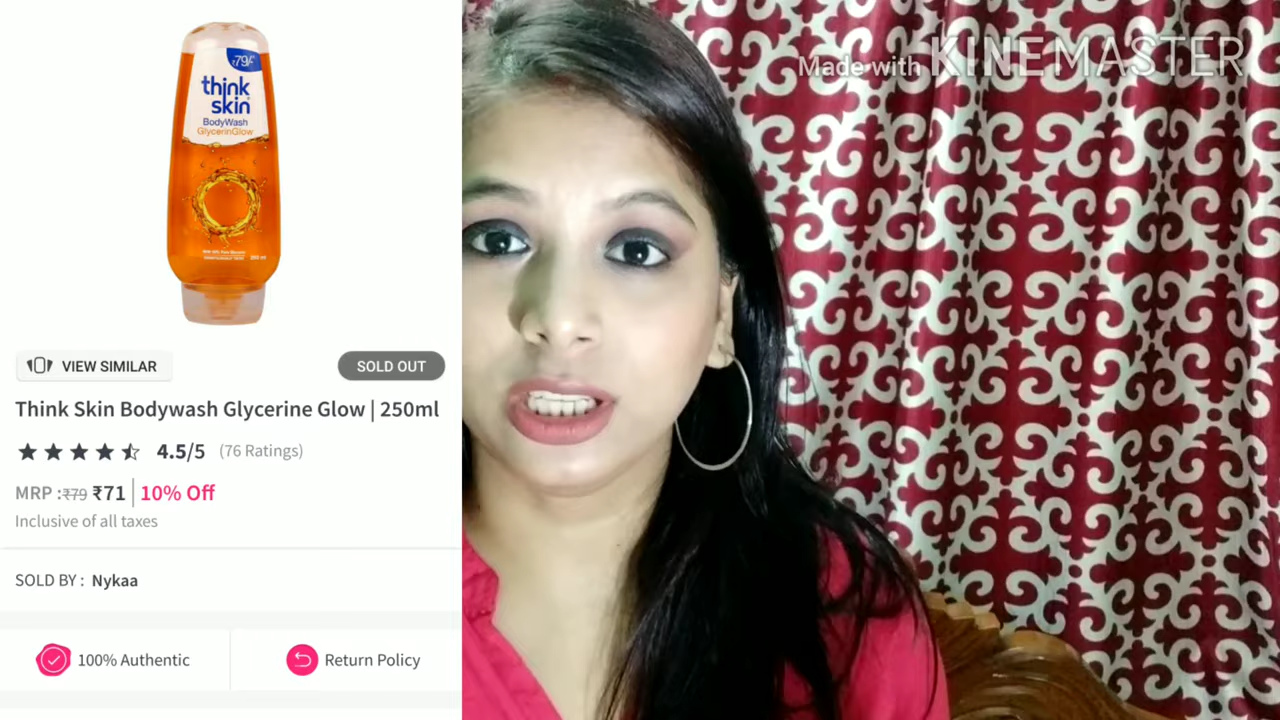 ₹79/-
think
skin
BodyWash
GlycerinGlow
250 ml
VIEW SIMILAR
SOLD OUT
Think Skin Bodywash Glycerine Glow | 250ml
4.5/5 (76 Ratings)
MRP :₹79 ₹71 | 10% Off
Inclusive of all taxes
SOLD BY : Nykaa
100% Authentic
Return Policy
Made with KINEMASTER